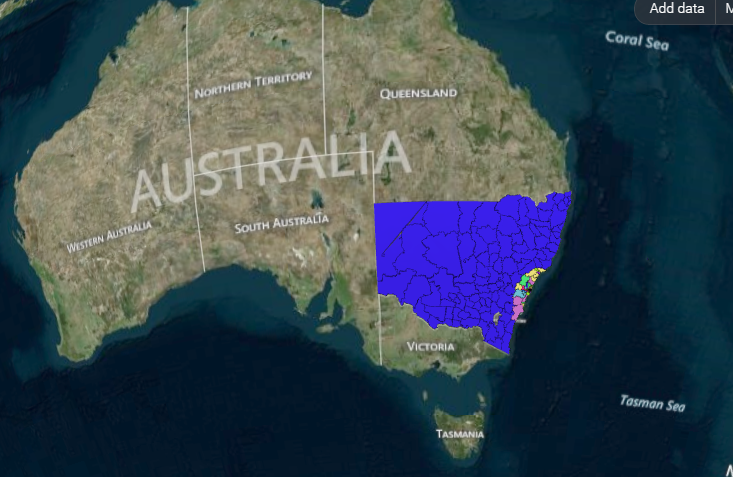 Add data
Coral Sea
NORTHERN TERRITORY
QUEENSLAND
AUSTRALIA
WESTERN AUSTRALIA
SOUTH AUSTRALIA
VICTORIA
Tasman Sea
TASMANIA